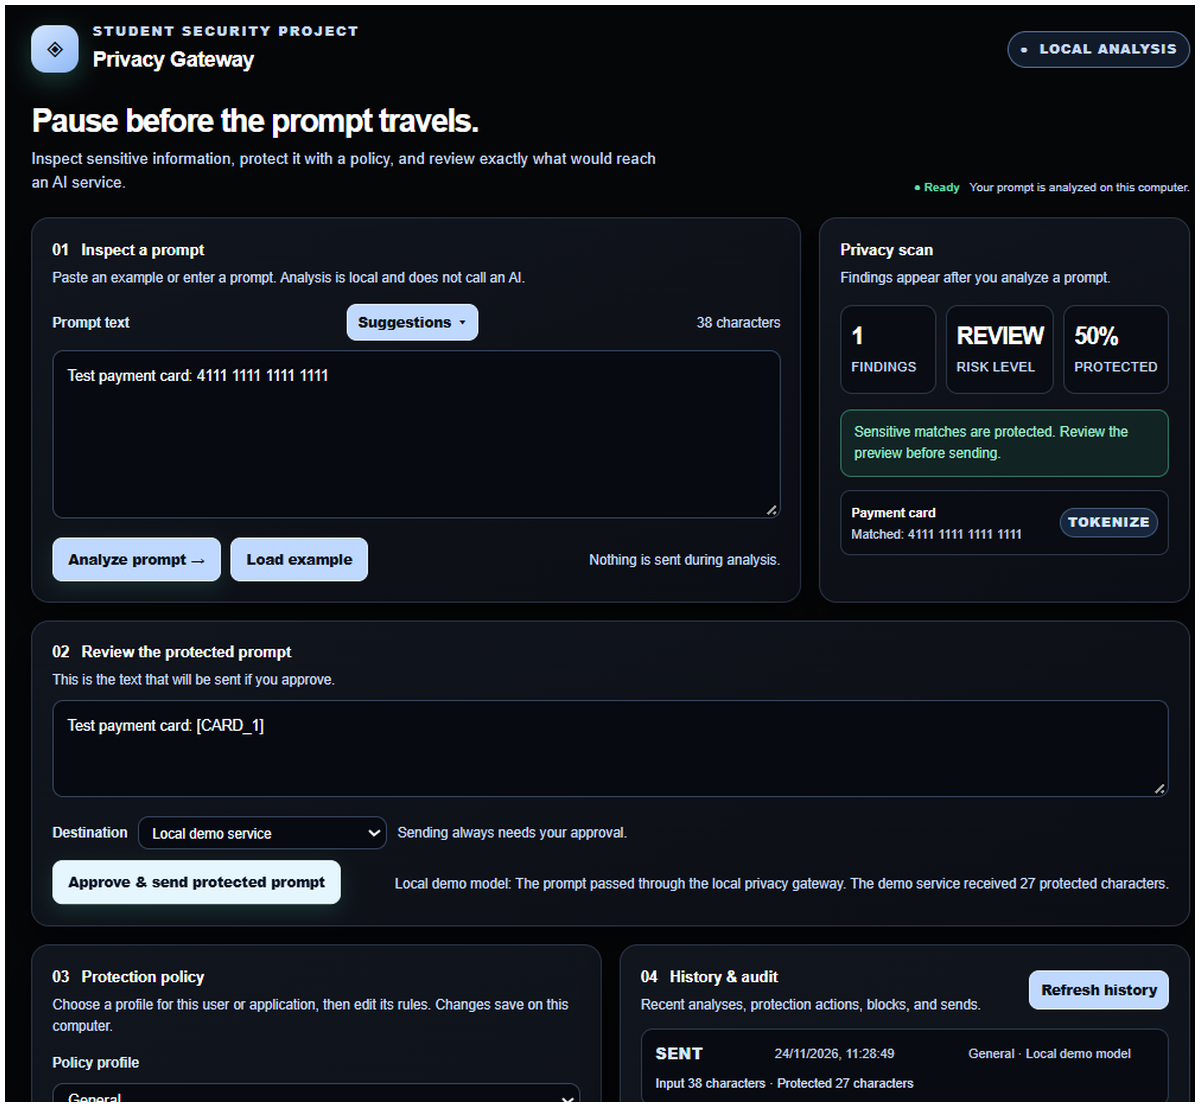 STUDENT SECURITY PROJECT
Privacy Gateway
LOCAL ANALYSIS
Pause before the prompt travels.
Inspect sensitive information, protect it with a policy, and review exactly what would reach
an AI service.
Ready Your prompt is analyzed on this computer.
01 Inspect a prompt
Paste an example or enter a prompt. Analysis is local and does not call an AI.
Prompt text
Suggestions
38 characters
Test payment card: 4111 1111 1111 1111
Analyze prompt →
Load example
Nothing is sent during analysis.
Privacy scan
Findings appear after you analyze a prompt.
1
FINDINGS
REVIEW
RISK LEVEL
50%
PROTECTED
Sensitive matches are protected. Review the
preview before sending.
Payment card
Matched: 4111 1111 1111 1111
TOKENIZE
02 Review the protected prompt
This is the text that will be sent if you approve.
Test payment card: [CARD_1]
Destination
Local demo service
Sending always needs your approval.
Approve & send protected prompt
Local demo model: The prompt passed through the local privacy gateway. The demo service received 27 protected characters.
03 Protection policy
Choose a profile for this user or application, then edit its rules. Changes save on this
computer.
Policy profile
General
04 History & audit
Recent analyses, protection actions, blocks, and sends.
Refresh history
SENT
24/11/2026, 11:28:49
General · Local demo model
Input 38 characters · Protected 27 characters